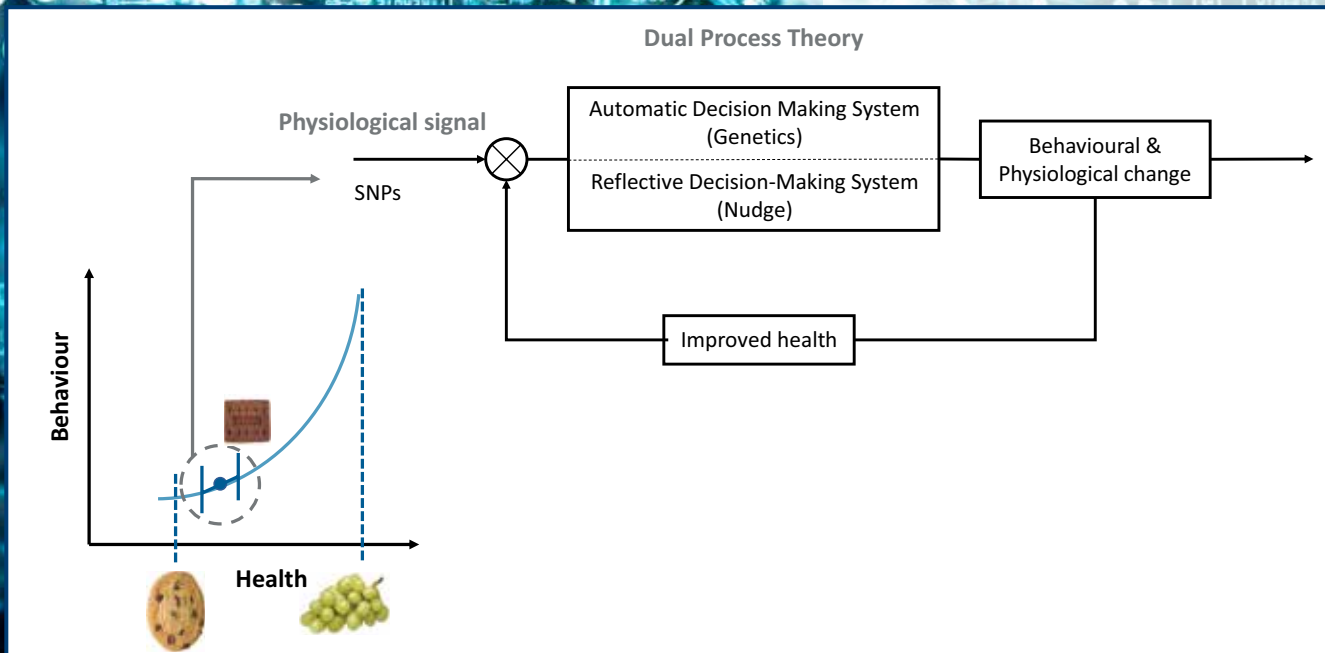 Dual Process Theory
Physiological signal
SNPs
Automatic Decision Making System
(Genetics)
Reflective Decision-Making System
(Nudge)
Behavioural &
Physiological change
Improved health
Behaviour
Health